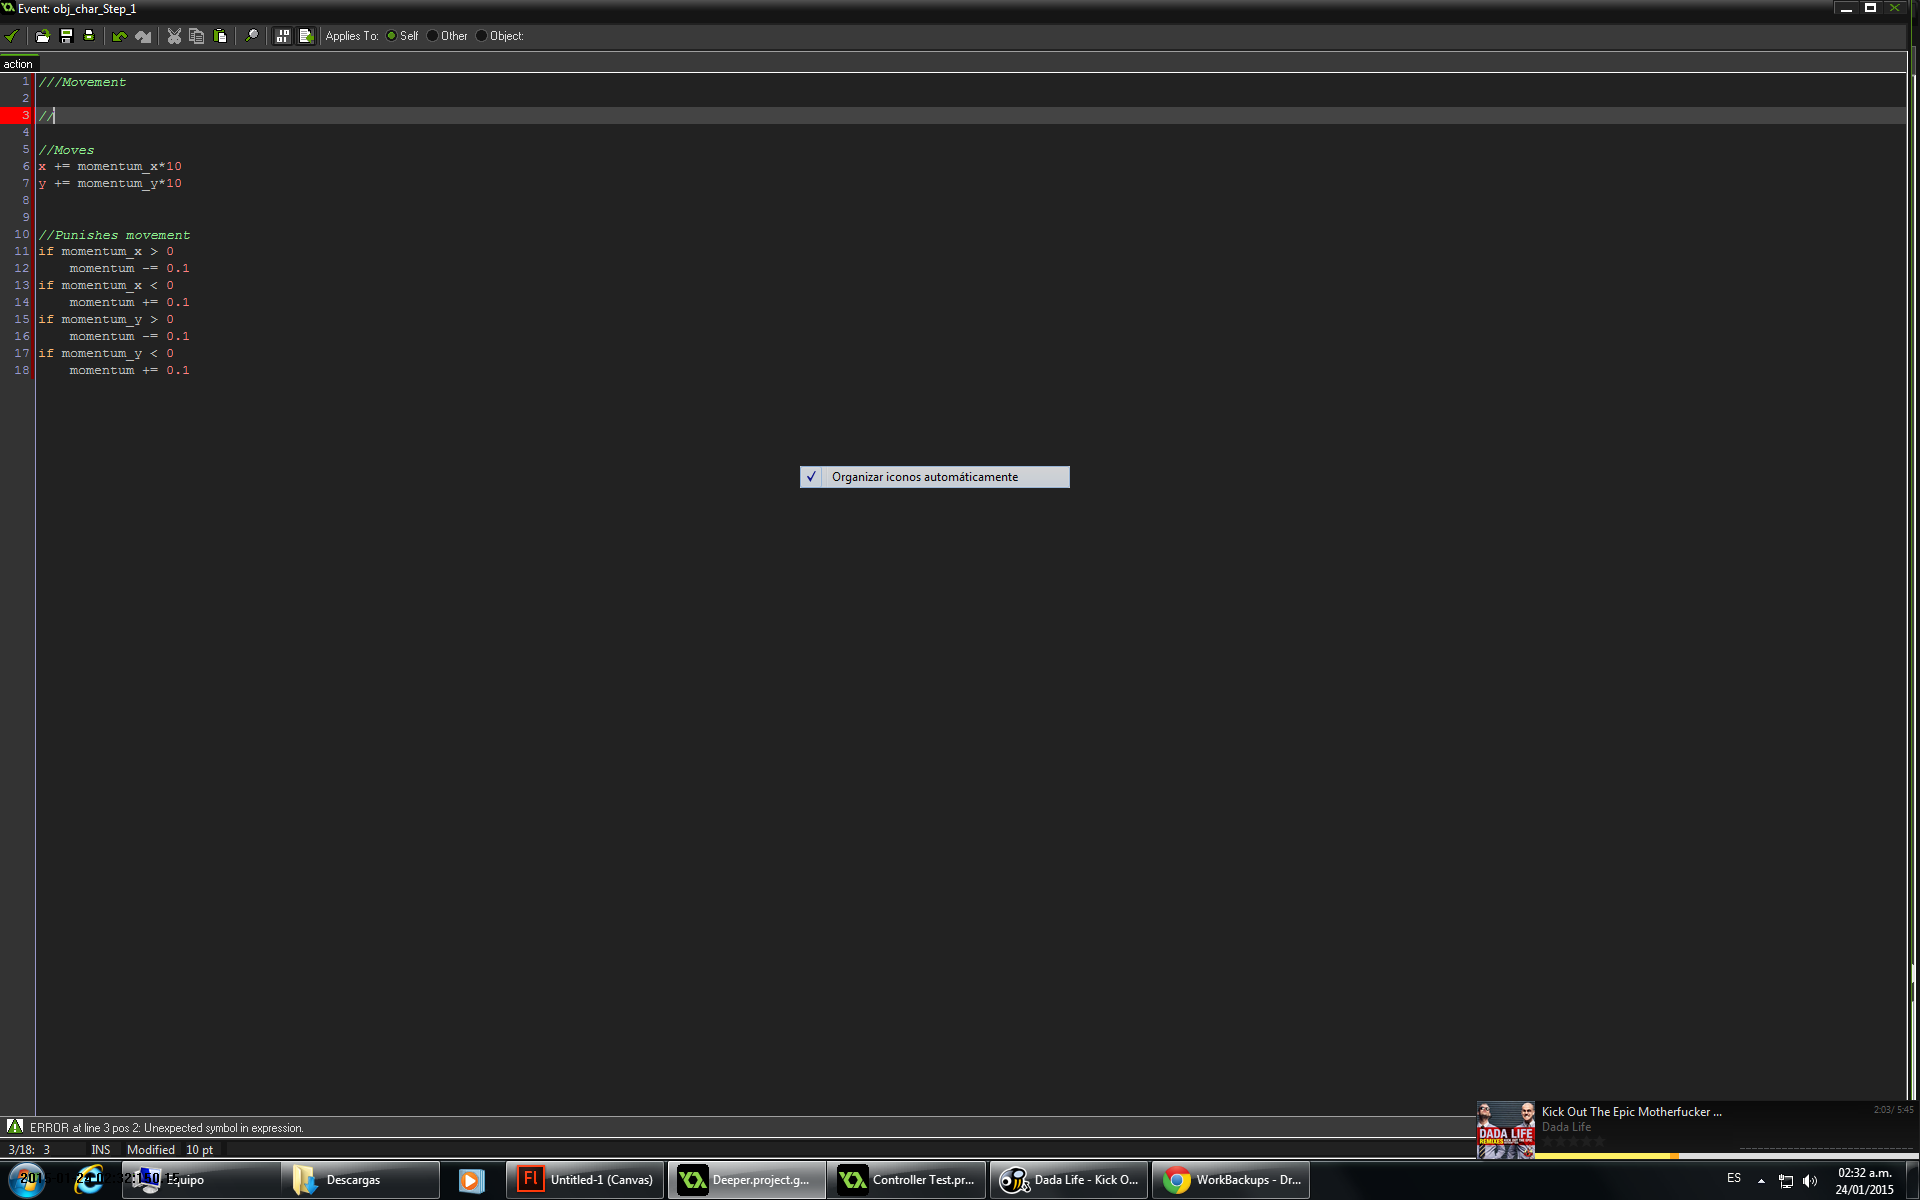 Event: obj_char_Step_1
Applies To: Self Other Object:
action
1 ///Movement
2
3 //
4
5 //Moves
6 x += momentum_x*10
7 y += momentum_y*10
8
9
10 //Punishes movement
11 if momentum_x > 0
12 momentum -= 0.1
13 if momentum_x < 0
14 momentum += 0.1
15 if momentum_y > 0
16 momentum -= 0.1
17 if momentum_y < 0
18 momentum += 0.1
Organizar iconos automáticamente
ERROR at line 3 pos 2: Unexpected symbol in expression.
3/18: 3 INS Modified 10 pt
Kick Out The Epic Motherfucker ... 2:03/ 5:45
Dada Life
DADA LIFE
REMIXES
Equipo
Descargas
Fl Untitled-1 (Canvas)
Deeper.project.g...
Controller Test.pr...
Dada Life - Kick O...
WorkBackups - Dr...
ES
02:32 a.m.
24/01/2015